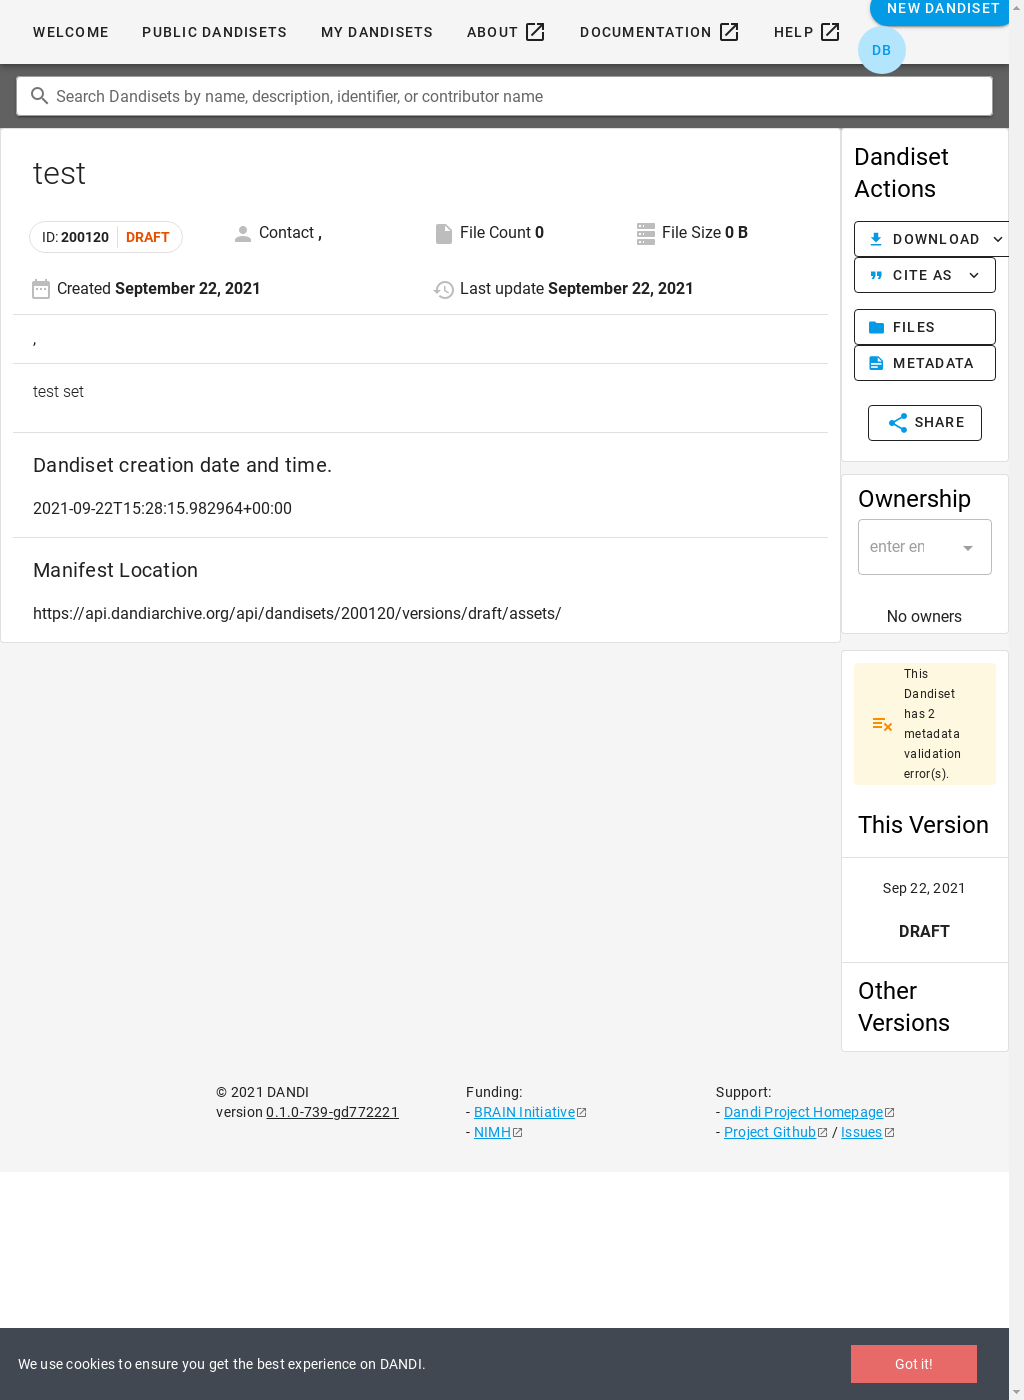 WELCOME PUBLIC DANDISETS MY DANDISETS ABOUT DOCUMENTATION HELP NEW DANDISET
DB
Search Dandisets by name, description, identifier, or contributor name
test
ID: 200120 DRAFT
Contact ,
File Count 0
File Size 0 B
Created September 22, 2021
Last update September 22, 2021
,
test set
Dandiset creation date and time.
2021-09-22T15:28:15.982964+00:00
Manifest Location
https://api.dandiarchive.org/api/dandisets/200120/versions/draft/assets/
Dandiset
Actions
DOWNLOAD
CITE AS
FILES
METADATA
SHARE
Ownership
enter en
No owners
This
Dandiset
has 2
metadata
validation
error(s).
This Version
Sep 22, 2021
DRAFT
Other
Versions
© 2021 DANDI
version 0.1.0-739-gd772221
Funding:
- BRAIN Initiative
- NIMH
Support:
- Dandi Project Homepage
- Project Github / Issues
We use cookies to ensure you get the best experience on DANDI.
Got it!